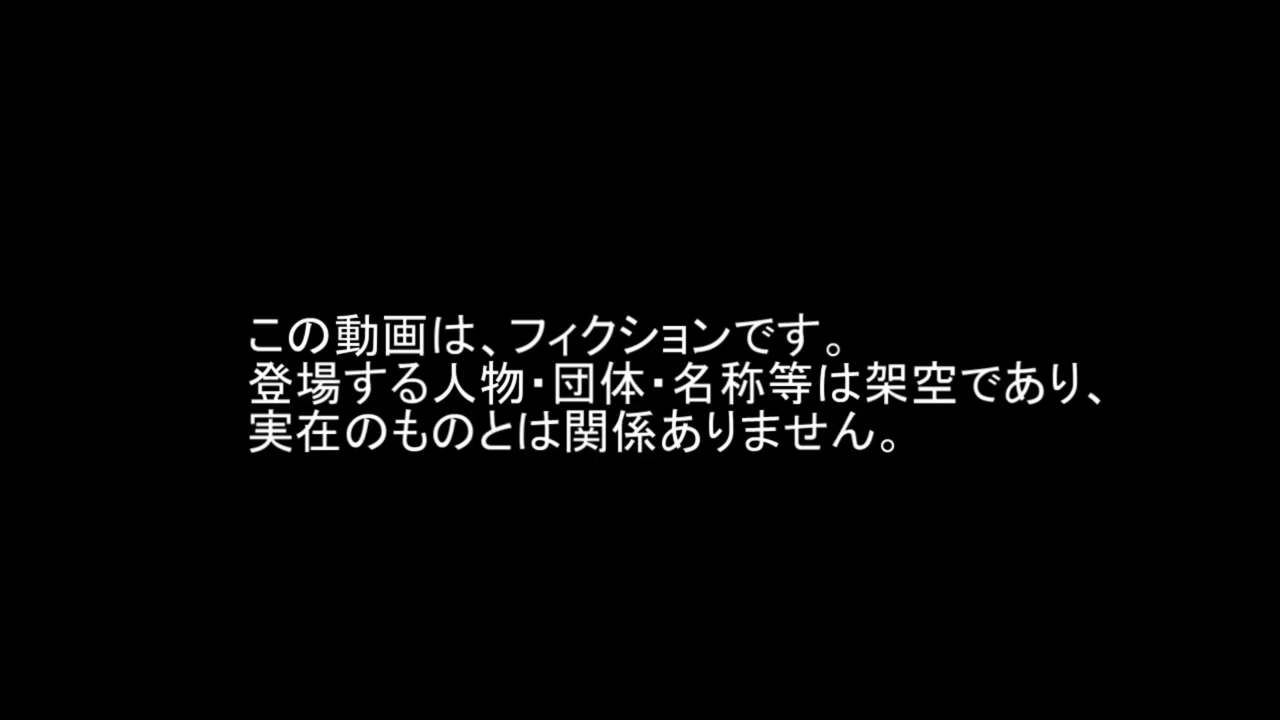 この動画は、フィクションです。
登場する人物・団体・名称等は架空であり、
実在のものとは関係ありません。